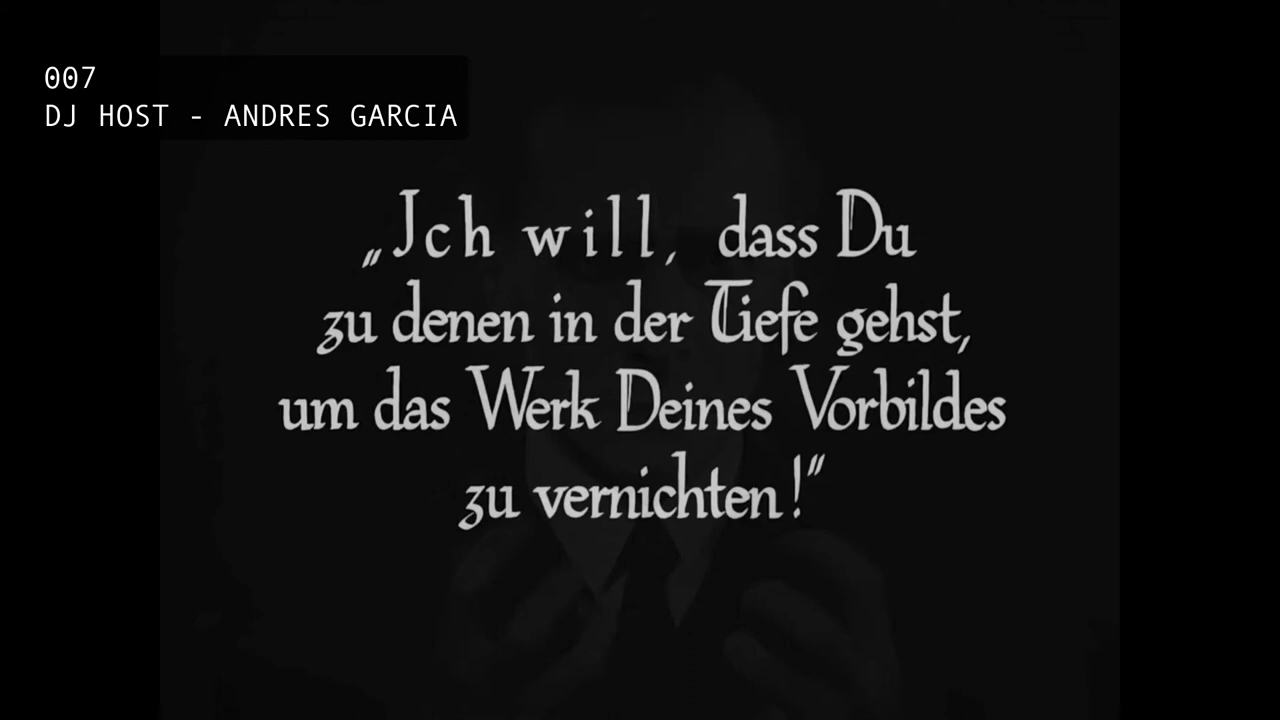 007
DJ HOST - ANDRES GARCIA
„Ich will, dass Du
zu denen in der Tiefe gehst,
um das Werk Deines Vorbildes
zu vernichten!“